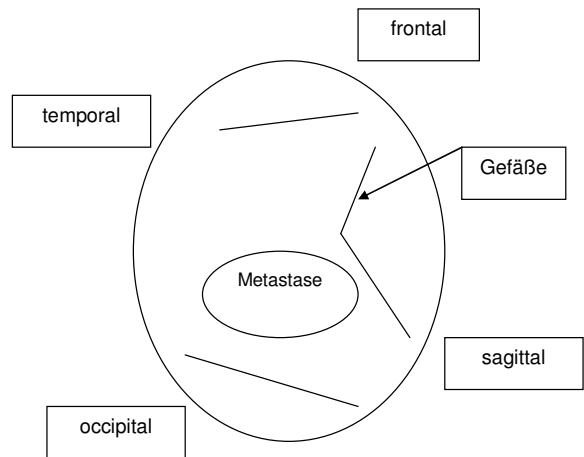 frontal
temporal
Gefäße
Metastase
sagittal
occipital